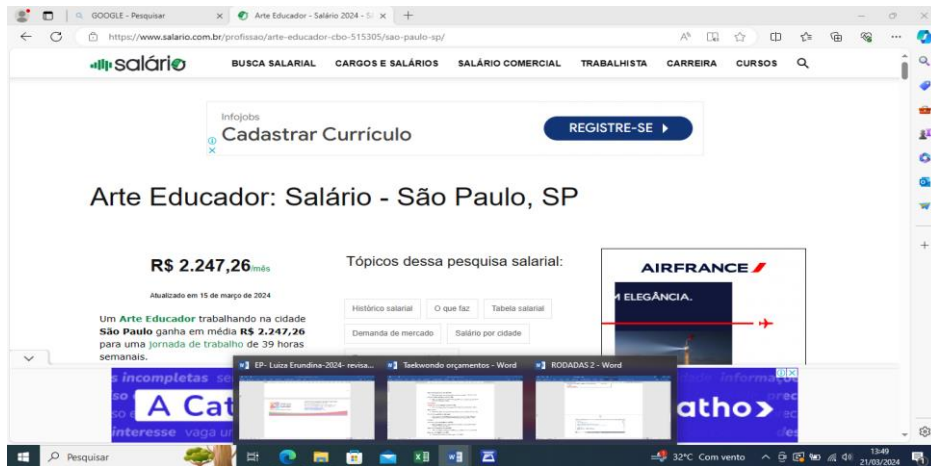 GOOGLE - Pesquisar
Arte Educador - Salário 2024 - S
https://www.salario.com.br/profissao/arte-educador-cbo-515305/sao-paulo-sp/
salário
BUSCA SALARIAL CARGOS E SALÁRIOS SALÁRIO COMERCIAL TRABALHISTA CARREIRA CURSOS
Infojobs
Cadastrar Currículo
REGISTRE-SE
Arte Educador: Salário - São Paulo, SP
R$ 2.247,26/mês
Atualizado em 15 de março de 2024
Um Arte Educador trabalhando na cidade
São Paulo ganha em média R$ 2.247,26
para uma jornada de trabalho de 39 horas
semanais.
Tópicos dessa pesquisa salarial:
Histórico salarial O que faz Tabela salarial
Demanda de mercado Salário por cidade
AIRFRANCE
M ELEGÂNCIA.
EP- Luiza Erundina-2024- revisa... Taekwondo orçamentos - Word RODADAS 2 - Word
s incompletas
A Cat
atho
interesse vaga
Pesquisar
32°C Com vento
13:49
21/03/2024